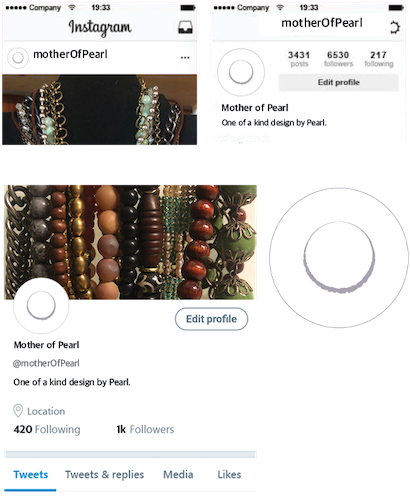 Company 19:33
Instagram
motherOfPearl
Company 19:33
motherOfPearl
3431 6530 217
posts followers following
Edit profile
Mother of Pearl
One of a kind design by Pearl.
Edit profile
Mother of Pearl
@motherOfPearl
One of a kind design by Pearl.
Location
420 Following 1k Followers
Tweets Tweets & replies Media Likes